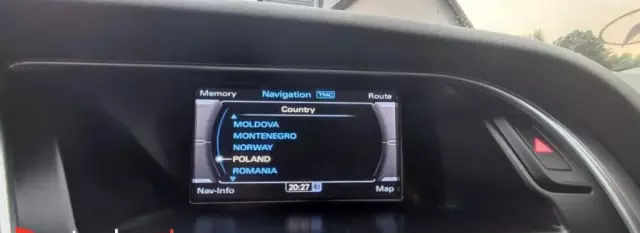 Memory Navigation TMC Route
Country
MOLDOVA
MONTENEGRO
NORWAY
POLAND
ROMANIA
Nav-Info 20:27 Map